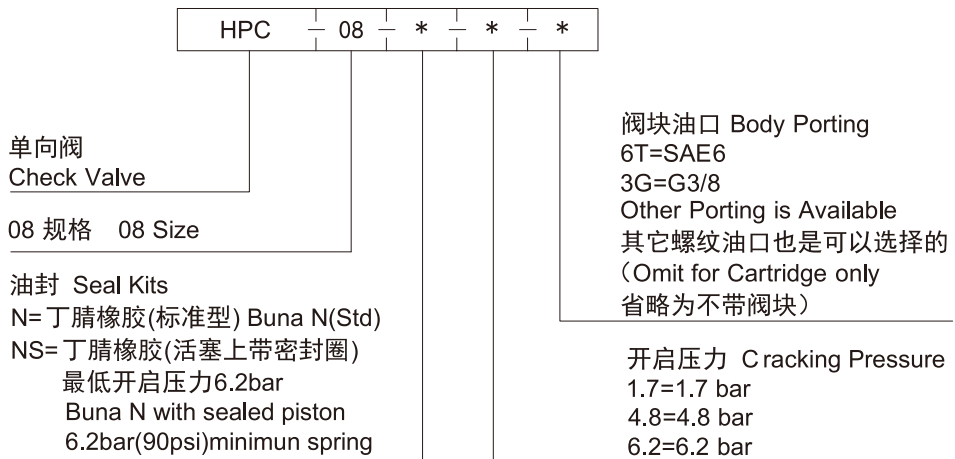 HPC - 08 - * - * - *
单向阀
Check Valve
08 规格 08 Size
油封 Seal Kits
N=丁腈橡胶(标准型) Buna N(Std)
NS=丁腈橡胶(活塞上带密封圈)
最低开启压力6.2bar
Buna N with sealed piston
6.2bar(90psi)minimun spring
阀块油口 Body Porting
6T=SAE6
3G=G3/8
Other Porting is Available
其它螺纹油口也是可以选择的
（Omit for Cartridge only
省略为不带阀块）
开启压力 Cracking Pressure
1.7=1.7 bar
4.8=4.8 bar
6.2=6.2 bar